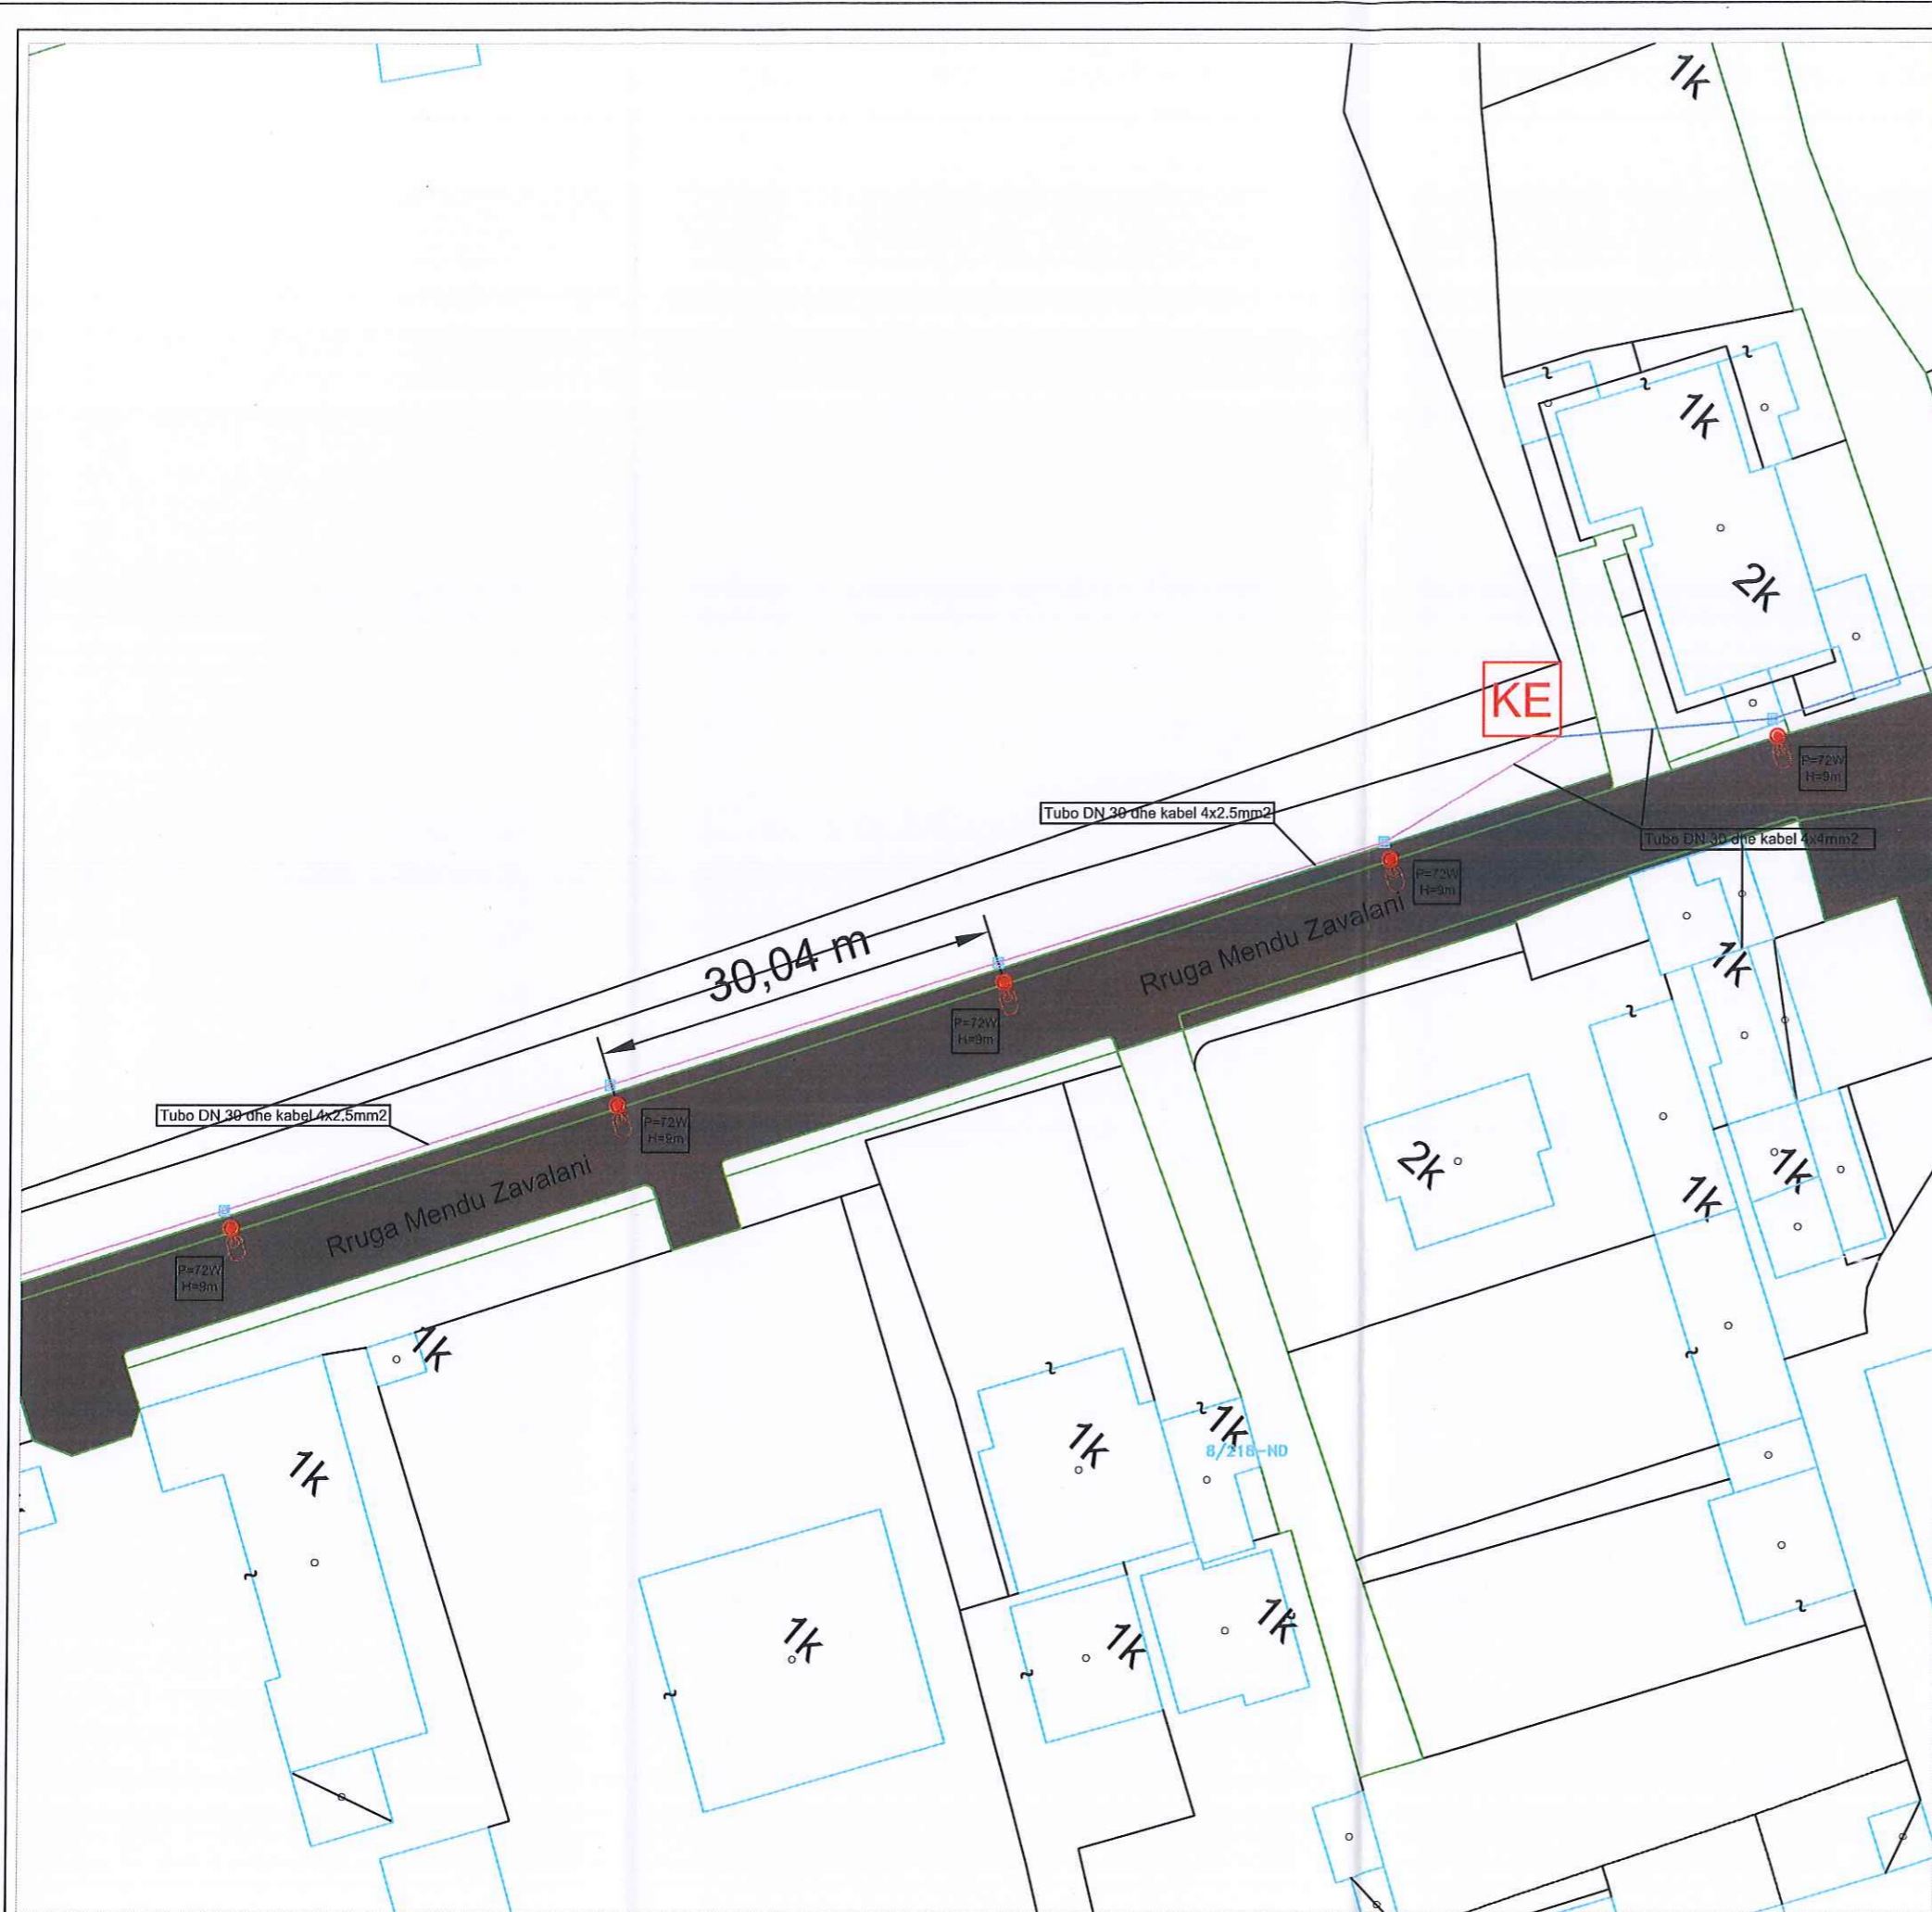 1k
1k
2k
KE
P=72W
H=9m
Tubo DN 30 dhe kabel 4x2.5mm2
Tubo DN 30 dhe kabel 4x4mm2
P=72W
H=9m
Rruga Mendu Zavalani
30,04 m
1k
P=72W
H=9m
Tubo DN 30 dhe kabel 4x2.5mm2
P=72W
H=9m
Rruga Mendu Zavalani
2k
1k
1k
P=72W
H=9m
1k
1k
1k
1k
8/218-ND
1k
1k
1k